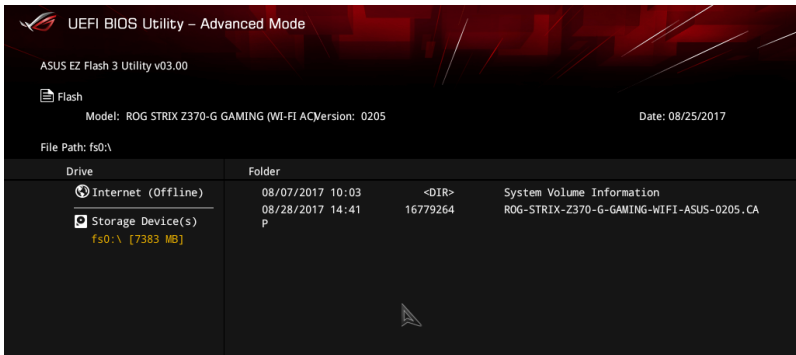 UEFI BIOS Utility – Advanced Mode
ASUS EZ Flash 3 Utility v03.00
Flash
Model: ROG STRIX Z370-G GAMING (WI-FI AC)Version: 0205 Date: 08/25/2017
File Path: fs0:\
Drive Folder
Internet (Offline) 08/07/2017 10:03 <DIR> System Volume Information
08/28/2017 14:41 16779264 ROG-STRIX-Z370-G-GAMING-WIFI-ASUS-0205.CA
Storage Device(s) P
fs0:\ [7383 MB]